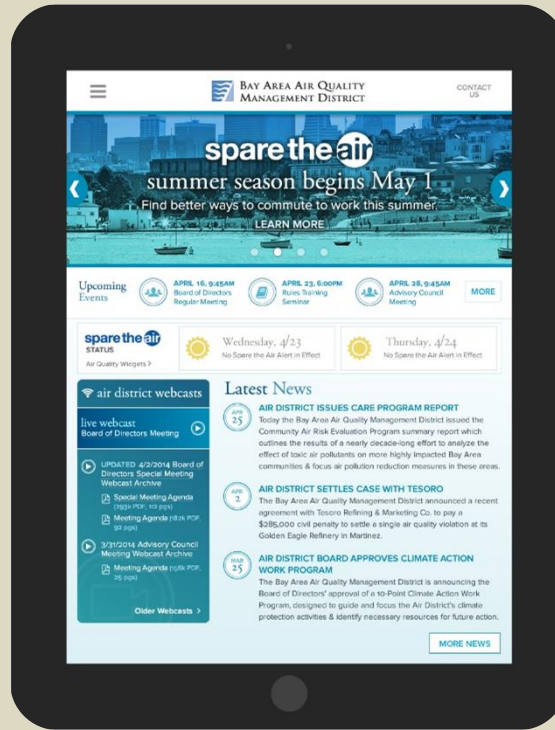 BAY AREA AIR QUALITY
MANAGEMENT DISTRICT
CONTACT
US
spare the air
summer season begins May 1
Find better ways to commute to work this summer.
LEARN MORE
Upcoming
Events
APRIL 16, 9:45AM
Board of Directors
Regular Meeting
APRIL 23, 6:00PM
Rules Training
Seminar
APRIL 28, 9:45AM
Advisory Council
Meeting
MORE
spare the air
STATUS
Air Quality Widgets >
Wednesday, 4/23
No Spare the Air Alert in Effect
Thursday, 4/24
No Spare the Air Alert in Effect
air district webcasts
live webcast
Board of Directors Meeting
UPDATED 4/2/2014 Board of
Directors Special Meeting
Webcast Archive
Special Meeting Agenda
(293k PDF, 112 pgs)
Meeting Agenda (182k PDF,
92 pgs)
3/31/2014 Advisory Council
Meeting Webcast Archive
Meeting Agenda (158k PDF,
25 pgs)
Older Webcasts >
Latest News
APR
25
AIR DISTRICT ISSUES CARE PROGRAM REPORT
Today the Bay Area Air Quality Management District issued the
Community Air Risk Evaluation Program summary report which
outlines the results of a nearly decade-long effort to analyze the
effect of toxic air pollutants on more highly impacted Bay Area
communities & focus air pollution reduction measures in these areas.
APR
2
AIR DISTRICT SETTLES CASE WITH TESORO
The Bay Area Air Quality Management District announced a recent
agreement with Tesoro Refining & Marketing Co. to pay a
$285,000 civil penalty to settle a single air quality violation at its
Golden Eagle Refinery in Martinez.
MAR
25
AIR DISTRICT BOARD APPROVES CLIMATE ACTION
WORK PROGRAM
The Bay Area Air Quality Management District is announcing the
Board of Directors' approval of a 10-Point Climate Action Work
Program, designed to guide and focus the Air District's climate
protection activities & identify necessary resources for future action.
MORE NEWS